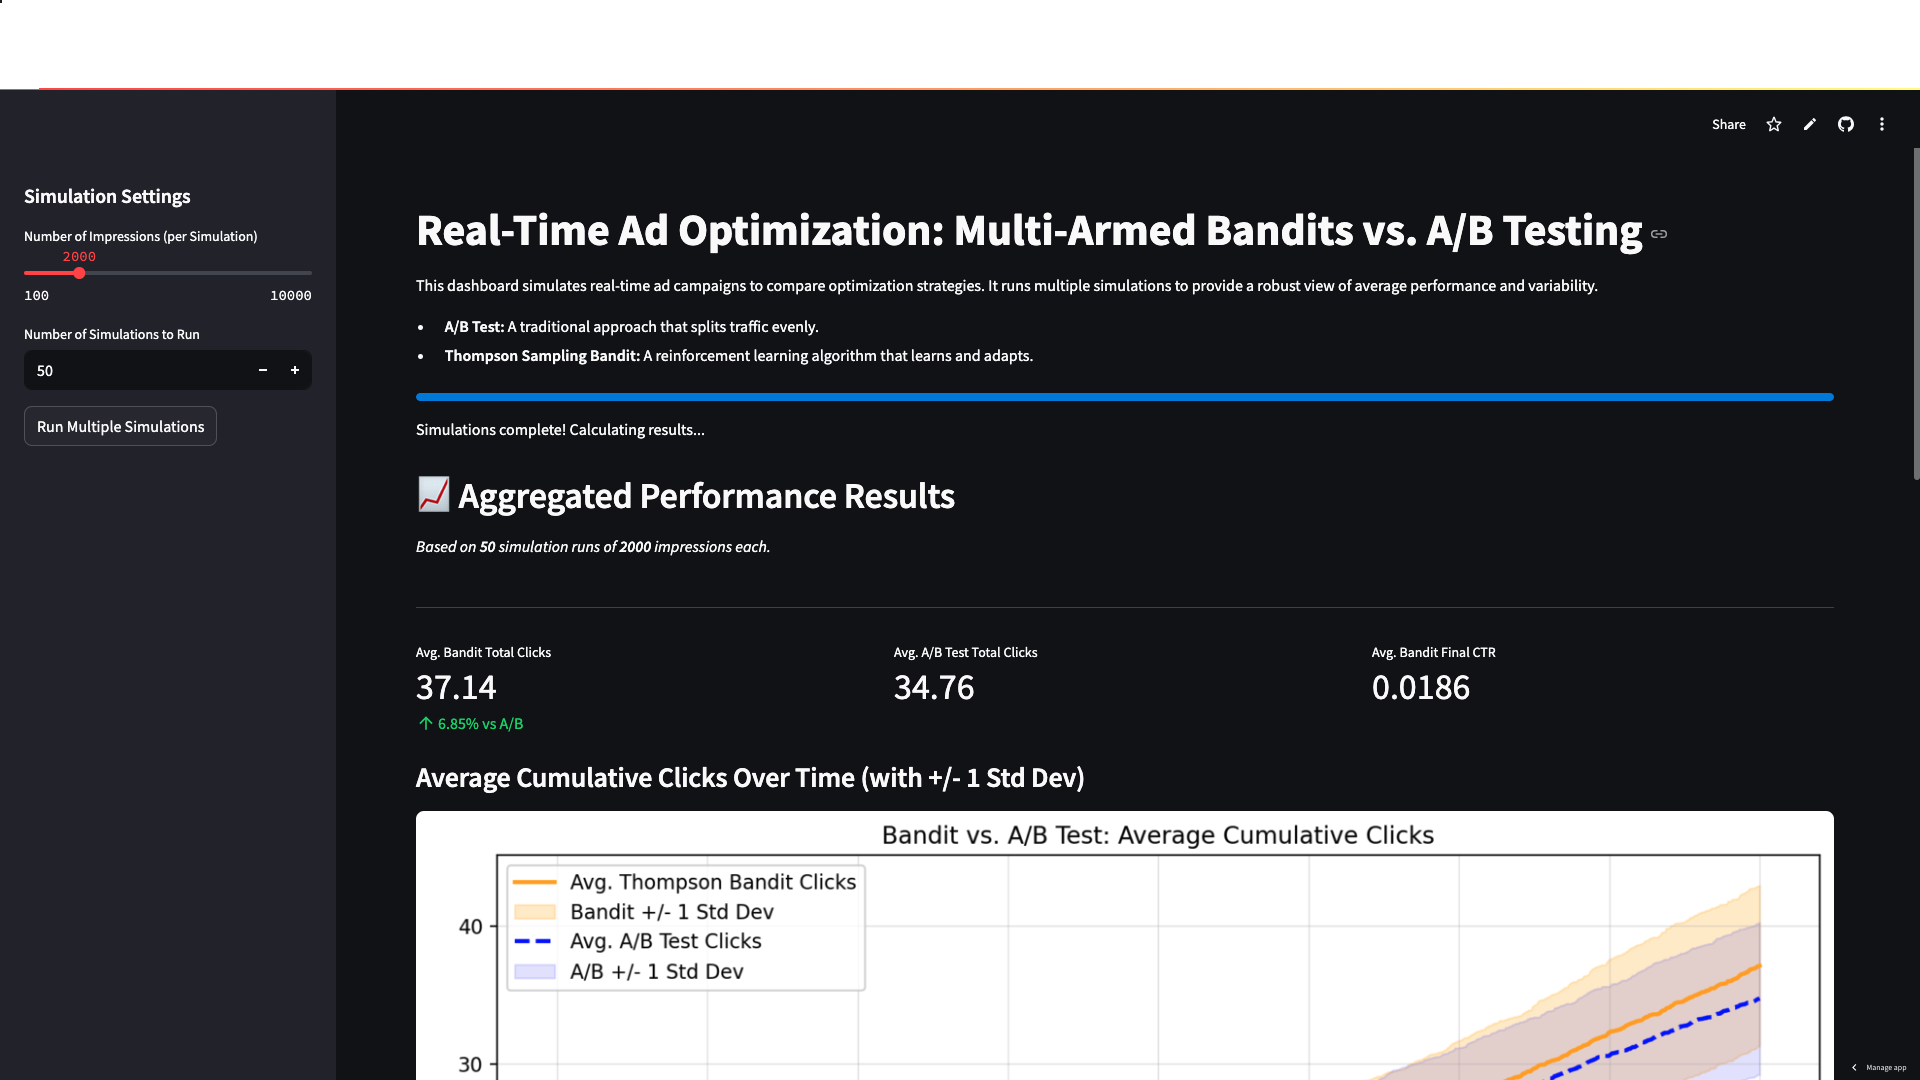 Share
Simulation Settings
Number of Impressions (per Simulation)
2000
100 10000
Number of Simulations to Run
50
Run Multiple Simulations
Real-Time Ad Optimization: Multi-Armed Bandits vs. A/B Testing
This dashboard simulates real-time ad campaigns to compare optimization strategies. It runs multiple simulations to provide a robust view of average performance and variability.
• A/B Test: A traditional approach that splits traffic evenly.
• Thompson Sampling Bandit: A reinforcement learning algorithm that learns and adapts.
Simulations complete! Calculating results...
Aggregated Performance Results
Based on 50 simulation runs of 2000 impressions each.
Avg. Bandit Total Clicks
37.14
↑ 6.85% vs A/B
Avg. A/B Test Total Clicks
34.76
Avg. Bandit Final CTR
0.0186
Average Cumulative Clicks Over Time (with +/- 1 Std Dev)
Bandit vs. A/B Test: Average Cumulative Clicks
Avg. Thompson Bandit Clicks
Bandit +/- 1 Std Dev
Avg. A/B Test Clicks
A/B +/- 1 Std Dev
40
30
Manage app